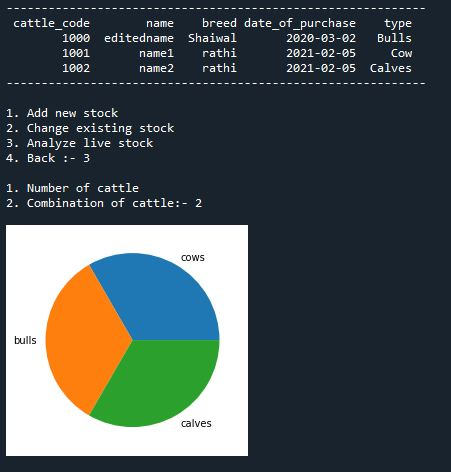 ------------------------------------------------------------
cattle_code name breed date_of_purchase type
1000 editedname Shaiwal 2020-03-02 Bulls
1001 name1 rathi 2021-02-05 Cow
1002 name2 rathi 2021-02-05 Calves
------------------------------------------------------------
1. Add new stock
2. Change existing stock
3. Analyze live stock
4. Back :- 3
1. Number of cattle
2. Combination of cattle:- 2
cows
bulls
calves